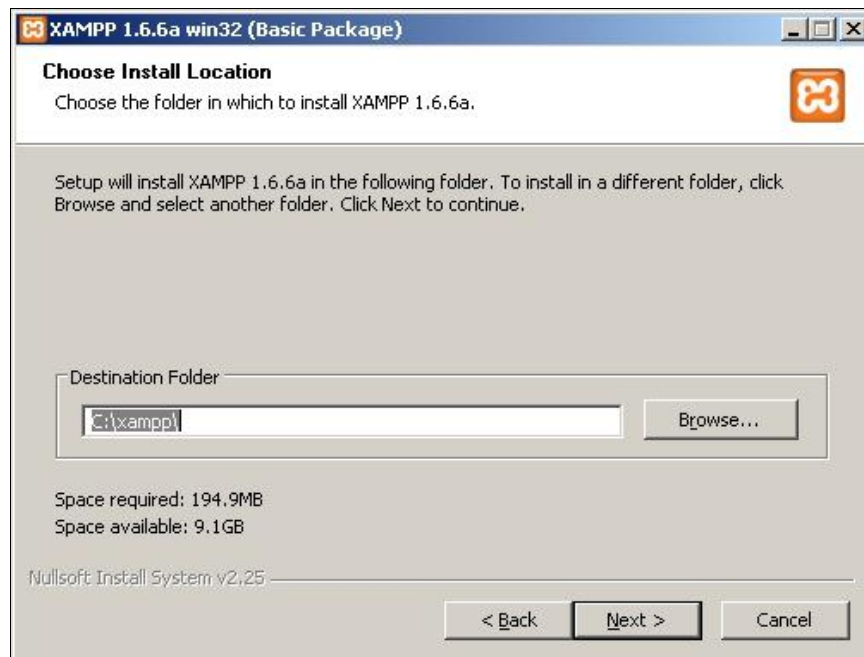 XAMPP 1.6.6a win32 (Basic Package)
Choose Install Location
Choose the folder in which to install XAMPP 1.6.6a.
Setup will install XAMPP 1.6.6a in the following folder. To install in a different folder, click
Browse and select another folder. Click Next to continue.
Destination Folder
C:\xampp\
Browse...
Space required: 194.9MB
Space available: 9.1GB
Nullsoft Install System v2.25
< Back Next > Cancel